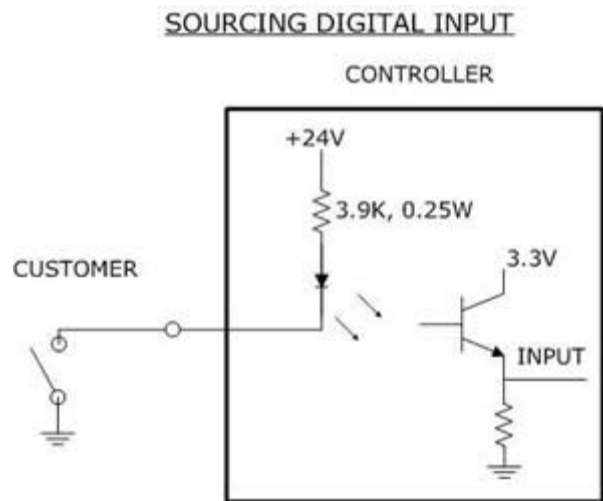 SOURCING DIGITAL INPUT
CONTROLLER
+24V
3.9K, 0.25W
CUSTOMER
3.3V
INPUT